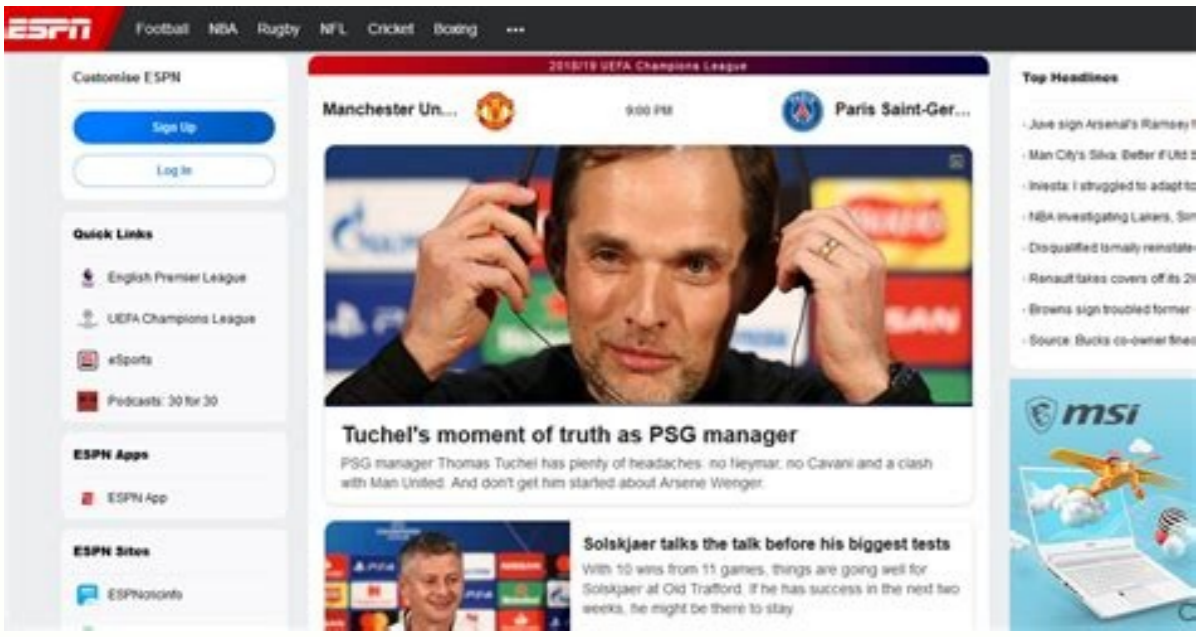 ESPN
Football NBA Rugby NFL Cricket Boxing •••
Customise ESPN
Sign Up
Log In
Quick Links
English Premier League
UEFA Champions League
eSports
Podcasts: 30 for 30
ESPN Apps
ESPN App
ESPN Sites
ESPNcricinfo
2018/19 UEFA Champions League
Manchester Un... 9:00 PM Paris Saint-Ger...
Tuchel's moment of truth as PSG manager
PSG manager Thomas Tuchel has plenty of headaches: no Neymar, no Cavani and a clash
with Man United. And don't get him started about Arsene Wenger.
Solskjaer talks the talk before his biggest tests
With 10 wins from 11 games, things are going well for
Solskjaer at Old Trafford. If he has success in the next two
weeks, he might be there to stay.
Top Headlines
- Juve sign Arsenal's Ramsey
- Man City's Silva: Better if Utd
- Iniesta: I struggled to adapt
- NBA investigating Lakers,
- Disqualified Ismaily
- Renault takes covers off its
- Browns sign troubled former
- Source: Bucks co-owner
msi